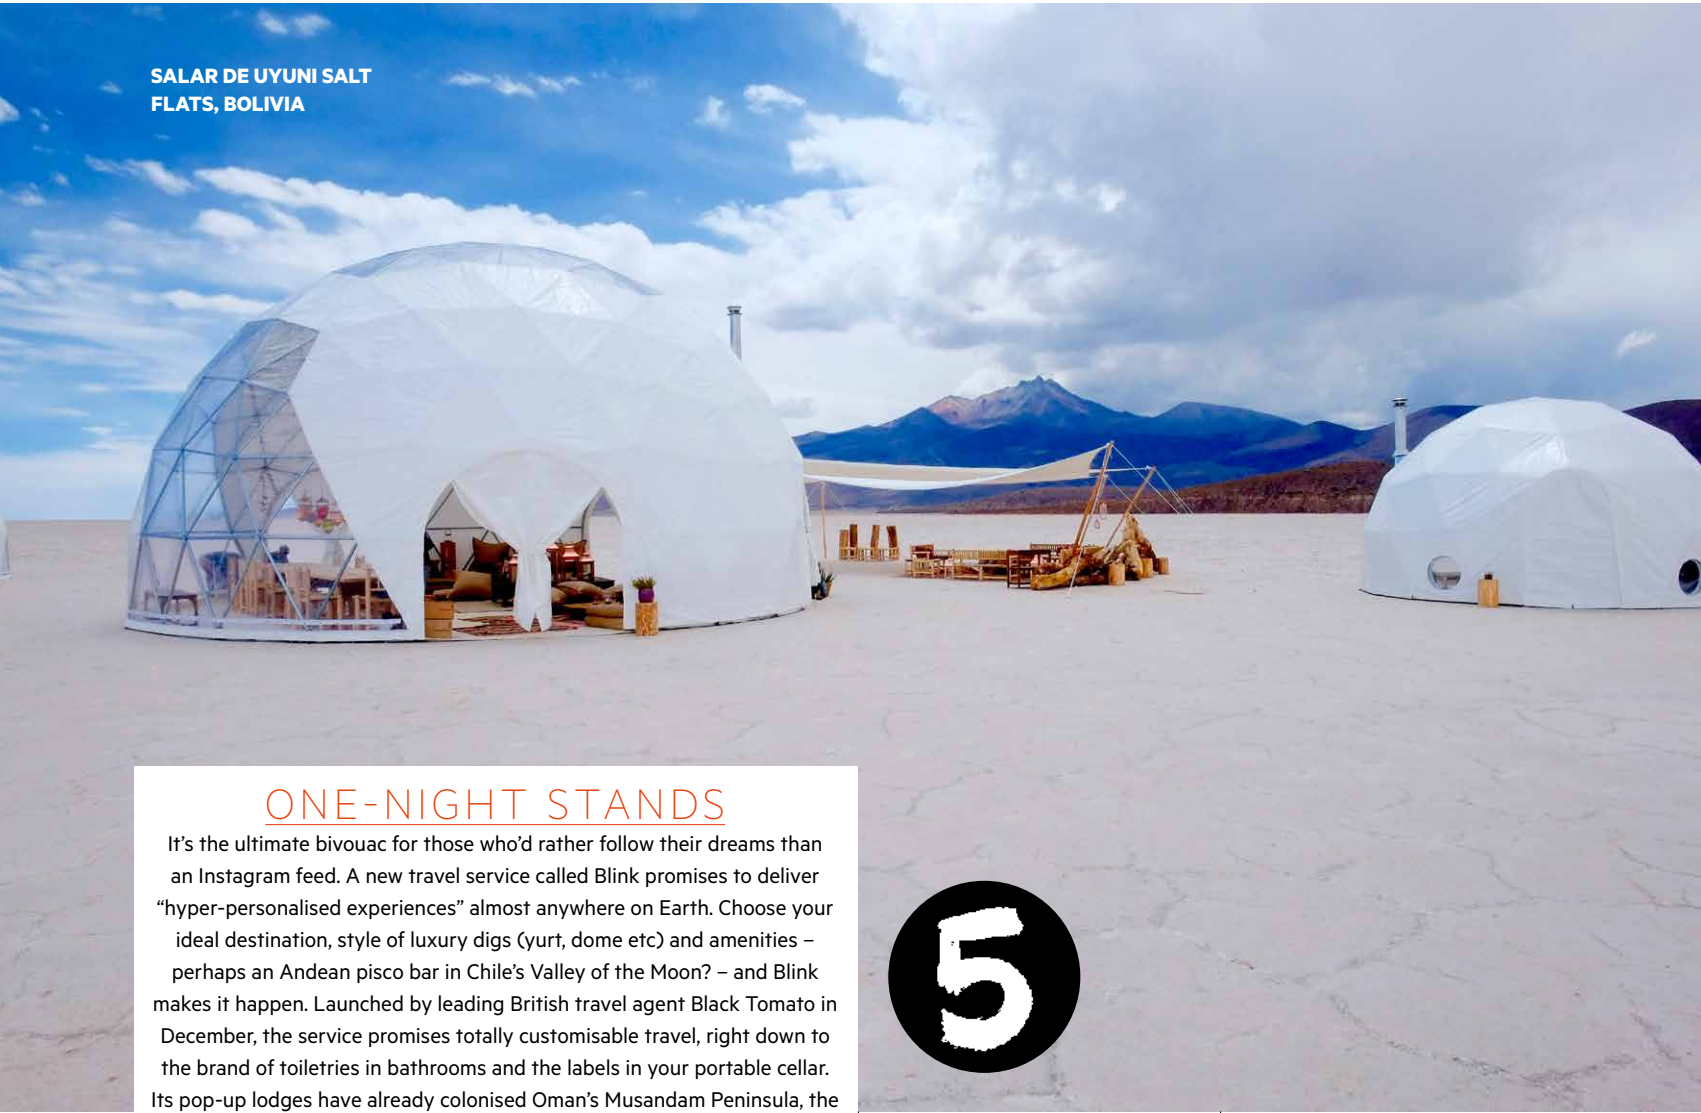 SALAR DE UYUNI SALT
FLATS, BOLIVIA
ONE-NIGHT STANDS
It’s the ultimate bivouac for those who’d rather follow their dreams than
an Instagram feed. A new travel service called Blink promises to deliver
“hyper-personalised experiences” almost anywhere on Earth. Choose your
ideal destination, style of luxury digs (yurt, dome etc) and amenities –
perhaps an Andean pisco bar in Chile’s Valley of the Moon? – and Blink
makes it happen. Launched by leading British travel agent Black Tomato in
December, the service promises totally customisable travel, right down to
the brand of toiletries in bathrooms and the labels in your portable cellar.
Its pop-up lodges have already colonised Oman’s Musandam Peninsula, the
5